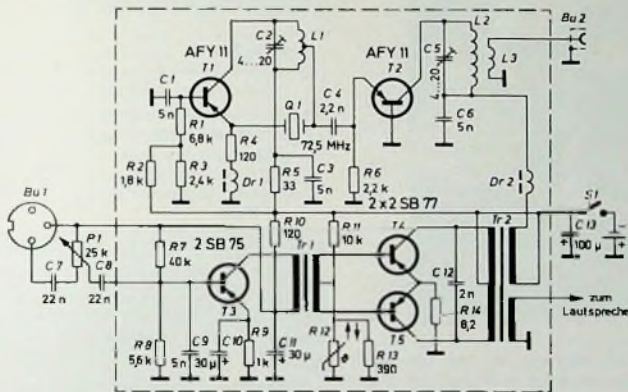 AFY 11
T1
C2
4...20
L1
AFY 11
T2
C5
4...20
L2
L3
Bu 2
C1
5n
R1
6,8 k
R4
120
Q1
72,5 MHz
C4
2,2 n
C6
5n
R2
1,8 k
R3
2,4 k
Dr 1
R5
33
C3
5n
R6
2,2 k
Dr 2
2 x 2 SB 77
S1
Bu 1
P1
25 k
C7
22 n
C8
22 n
R7
40 k
2 SB 75
T3
R10
120
Tr 1
R11
10 k
T4
T5
C12
2n
R14
8,2
Tr 2
C13
100 µ
zum
Lautspreche
R8
5,6 k
C9
5n
C10
30 µ
R9
1 k
C11
30 µ
R12
R13
390